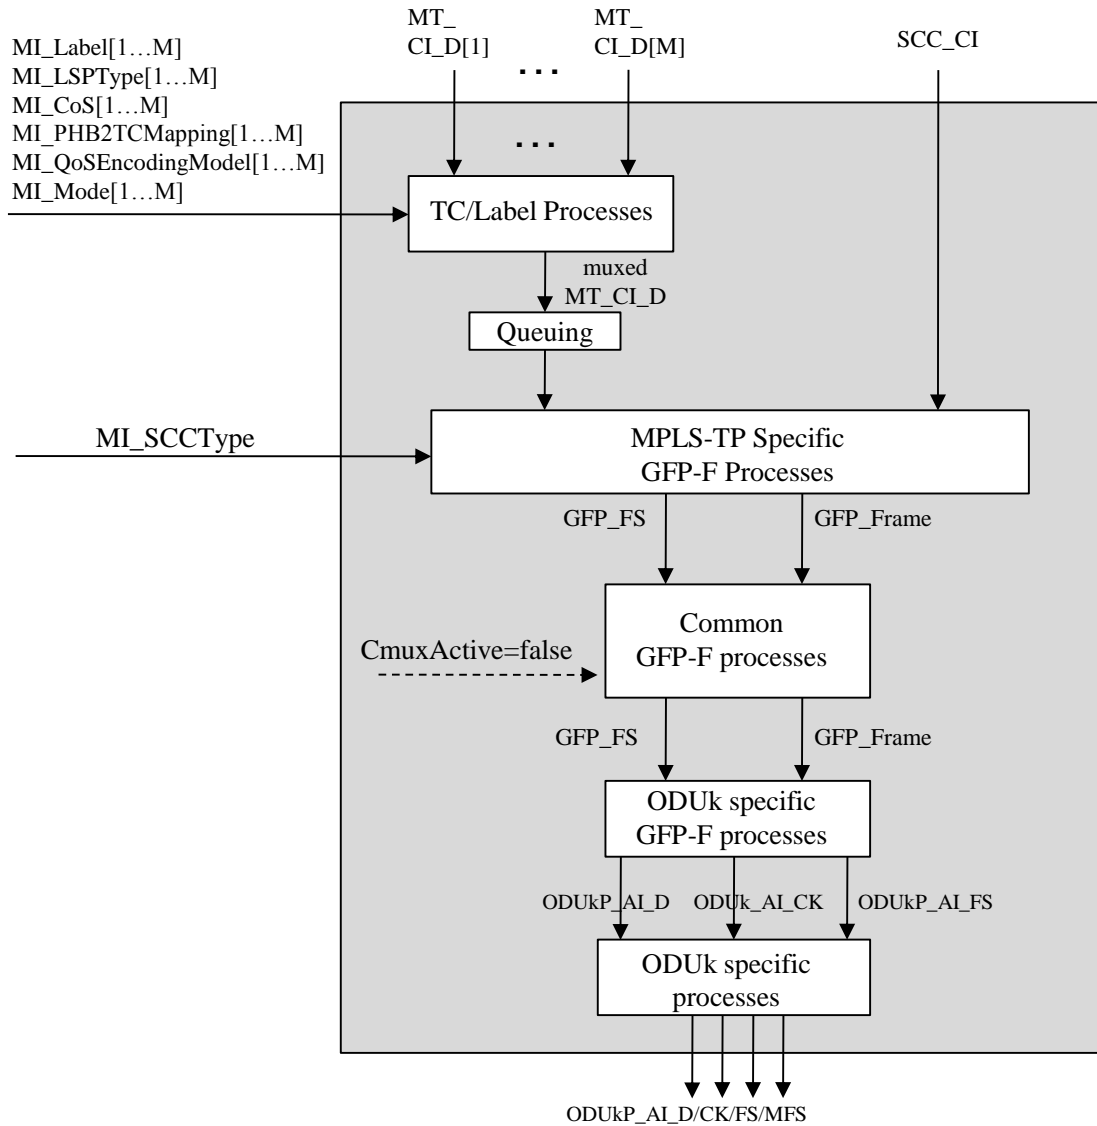 MT_
CI_D[1]
MT_
CI_D[M]
SCC_CI
MI_Label[1…M]
MI_LSPType[1…M]
MI_CoS[1…M]
MI_PHB2TCMapping[1…M]
MI_QoSEncodingModel[1…M]
MI_Mode[1…M]
...
...
TC/Label Processes
muxed
MT_CI_D
Queuing
MI_SCCType
MPLS-TP Specific
GFP-F Processes
GFP_FS
GFP_Frame
CmuxActive=false
Common
GFP-F processes
GFP_FS
GFP_Frame
ODUk specific
GFP-F processes
ODUkP_AI_D
ODUk_AI_CK
ODUkP_AI_FS
ODUk specific
processes
ODUkP_AI_D/CK/FS/MFS